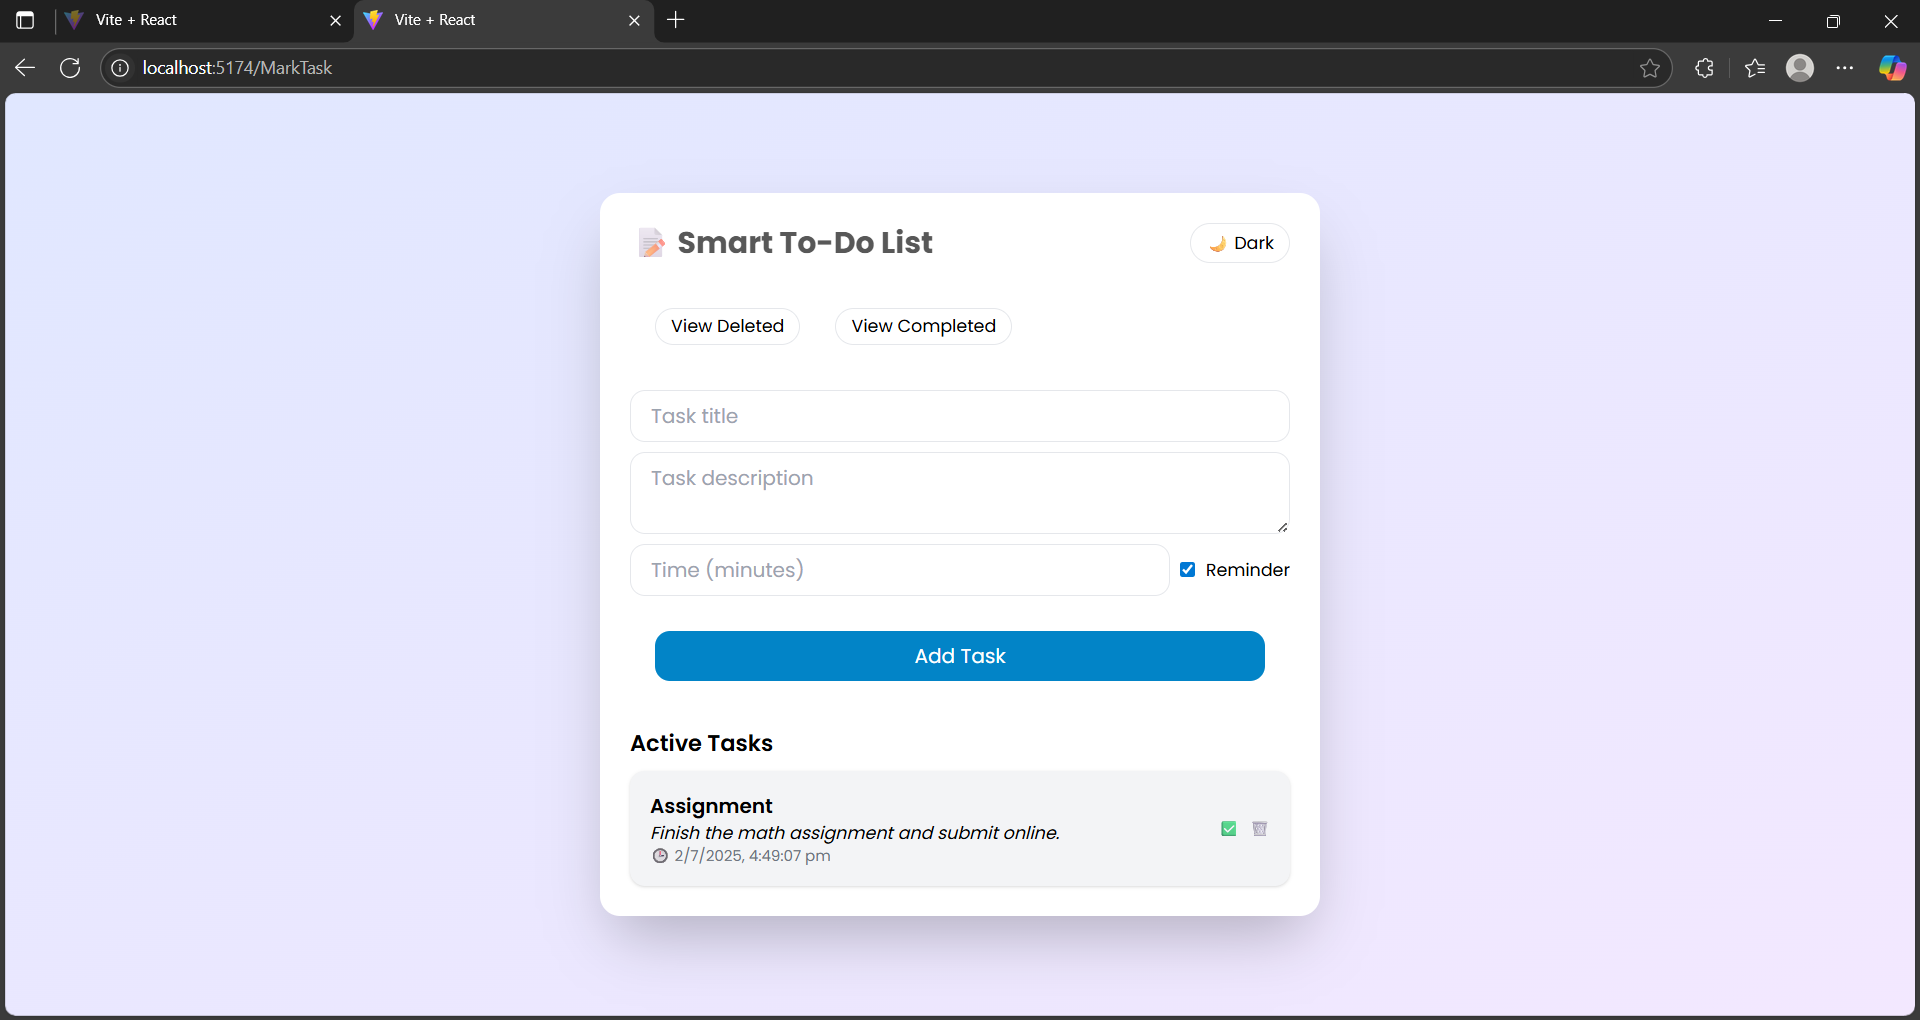 Vite + React
Vite + React
localhost:5174/MarkTask
Smart To-Do List
Dark
View Deleted
View Completed
Task title
Task description
Time (minutes)
Reminder
Add Task
Active Tasks
Assignment
Finish the math assignment and submit online.
2/7/2025, 4:49:07 pm